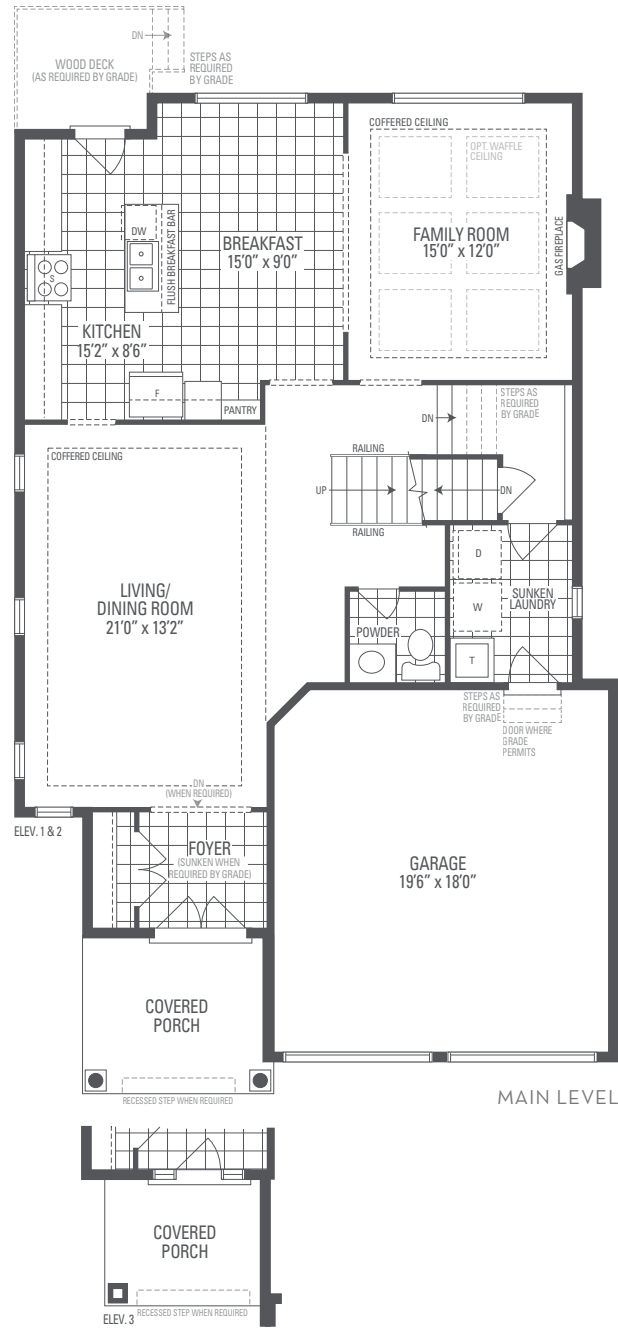 DN
WOOD DECK
(AS REQUIRED BY GRADE)
STEPS AS
REQUIRED
BY GRADE
COFFERED CEILING
OPT. WAFFLE
CEILING
DW
FLUSH BREAKFAST BAR
BREAKFAST
15'0" x 9'0"
FAMILY ROOM
15'0" x 12'0"
GAS FIREPLACE
S
KITCHEN
15'2" x 8'6"
F
PANTRY
STEPS AS
REQUIRED
BY GRADE
DN
COFFERED CEILING
RAILING
UP
DN
RAILING
LIVING/
DINING ROOM
21'0" x 13'2"
D
W
SUNKEN
LAUNDRY
POWDER
T
STEPS AS
REQUIRED
BY GRADE
DOOR WHERE
GRADE
PERMITS
DN
(WHEN REQUIRED)
ELEV. 1 & 2
FOYER
(SUNKEN WHEN
REQUIRED BY GRADE)
GARAGE
19'6" x 18'0"
COVERED
PORCH
RECESSED STEP WHEN REQUIRED
MAIN LEVEL
COVERED
PORCH
RECESSED STEP WHEN REQUIRED
ELEV. 3